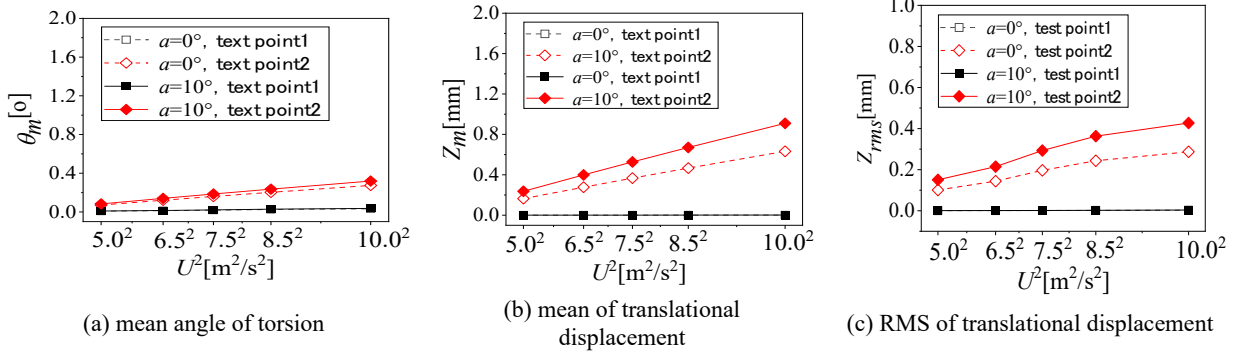 2.0
1.6
1.2
0.8
0.4
0.0
θm[o]
a=0°, text point1
a=0°, text point2
a=10°, text point1
a=10°, text point2
5.0² 6.5² 7.5² 8.5² 10.0²
U²[m²/s²]
(a) mean angle of torsion
2.0
1.6
1.2
0.8
0.4
0.0
Zm[mm]
a=0°, text point1
a=10°, text point2
a=0°, text point1
a=10°, text point2
5.0² 6.5² 7.5² 8.5² 10.0²
U²[m²/s²]
(b) mean of translational
displacement
1.0
0.8
0.6
0.4
0.2
0.0
Zrms[mm]
a=0°, test point1
a=0°, test point2
a=10°, test point1
a=10°, test point2
5.0² 6.5² 7.5² 8.5² 10.0²
U²[m²/s²]
(c) RMS of translational displacement